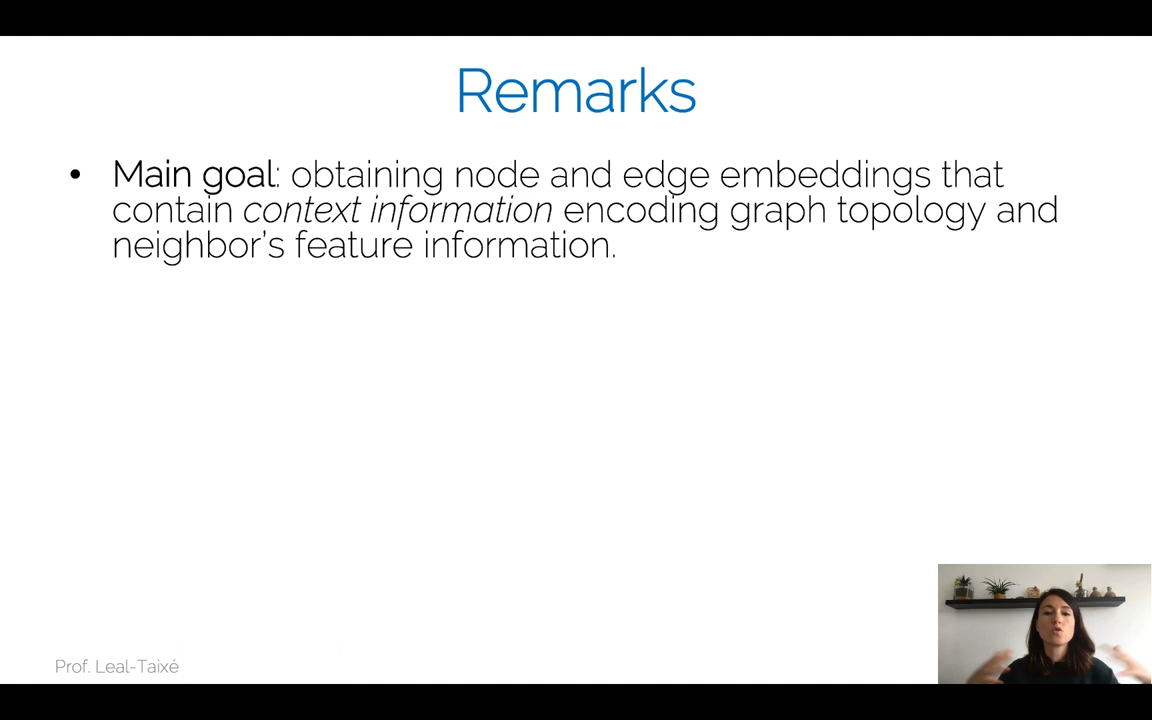 Remarks
• Main goal: obtaining node and edge embeddings that
contain context information encoding graph topology and
neighbor's feature information.
Prof. Leal-Taixé